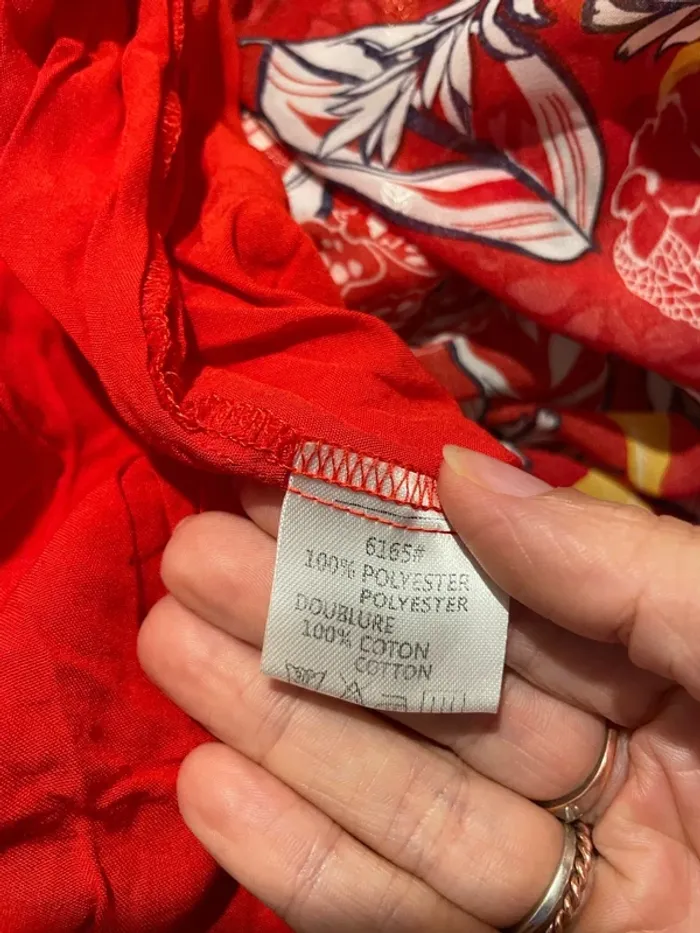 6165#
100% POLYESTER
POLYESTER
DOUBLURE
100% COTON
COTTON